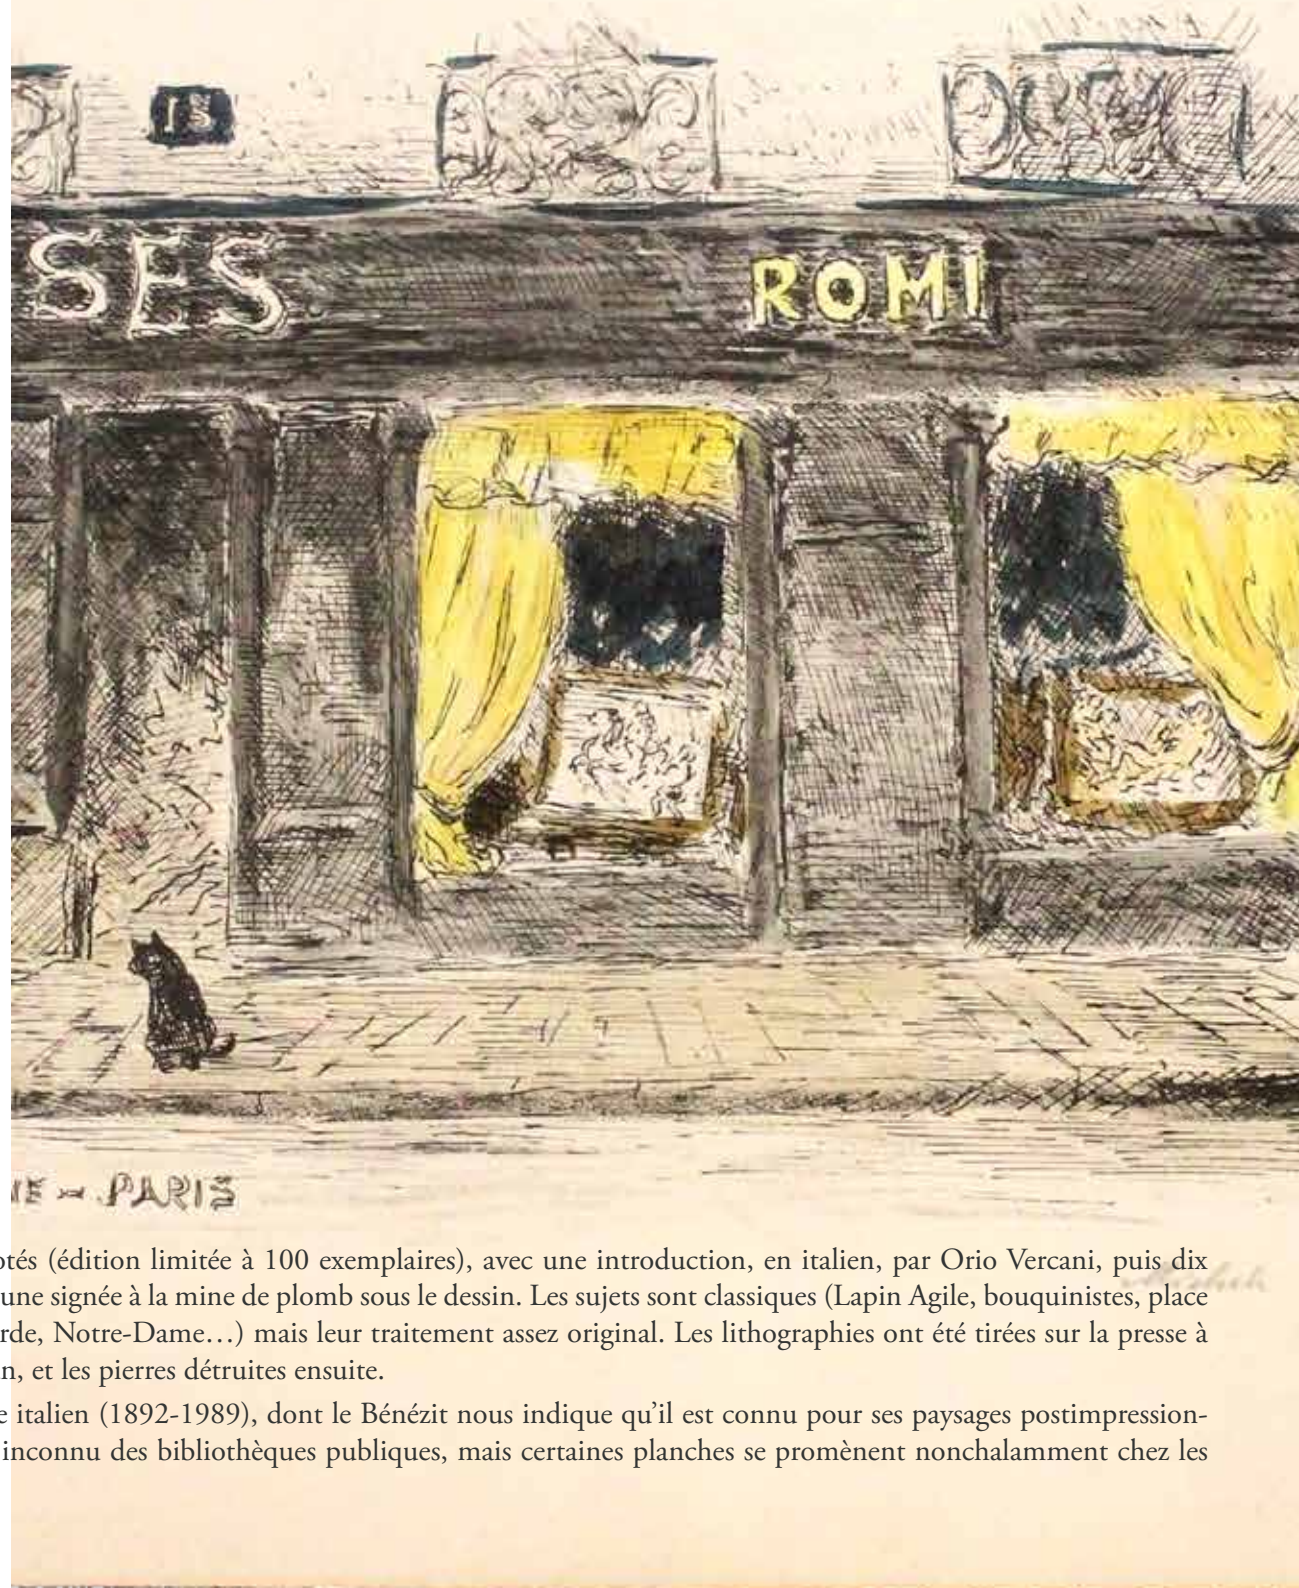 15
SES
ROMI
NE - PARIS
otés (édition limitée à 100 exemplaires), avec une introduction, en italien, par Orio Vercani, puis dix
une signée à la mine de plomb sous le dessin. Les sujets sont classiques (Lapin Agile, bouquinistes, place
rde, Notre-Dame…) mais leur traitement assez original. Les lithographies ont été tirées sur la presse à
n, et les pierres détruites ensuite.
e italien (1892-1989), dont le Bénézit nous indique qu’il est connu pour ses paysages postimpression-
inconnu des bibliothèques publiques, mais certaines planches se promènent nonchalamment chez les